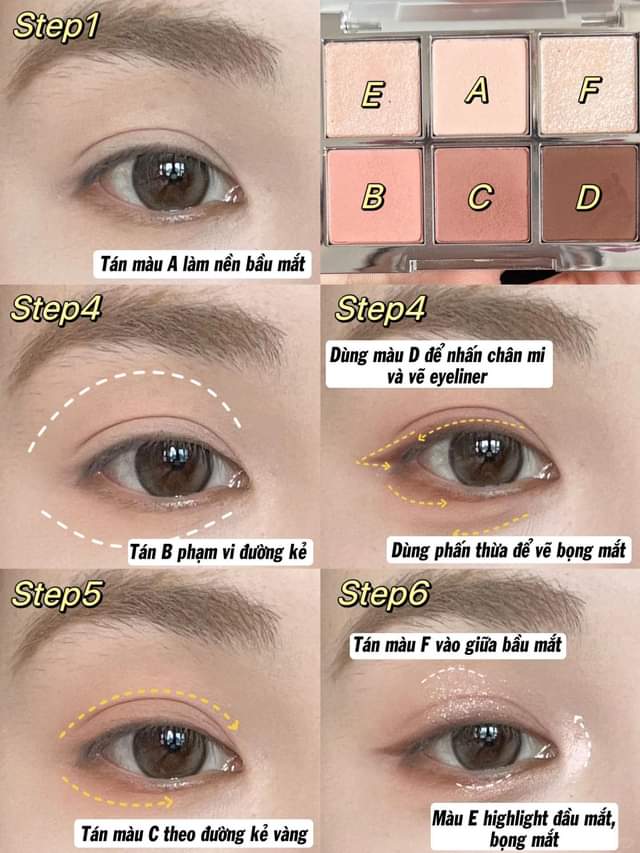 Step1
Tán màu A làm nền bầu mắt
E
A
F
B
C
D
Step4
Tán B phạm vi đường kẻ
Step4
Dùng màu D để nhấn chân mi
và vẽ eyeliner
Dùng phấn thừa để vẽ bọng mắt
Step5
Tán màu C theo đường kẻ vàng
Step6
Tán màu F vào giữa bầu mắt
Màu E highlight đầu mắt,
bọng mắt